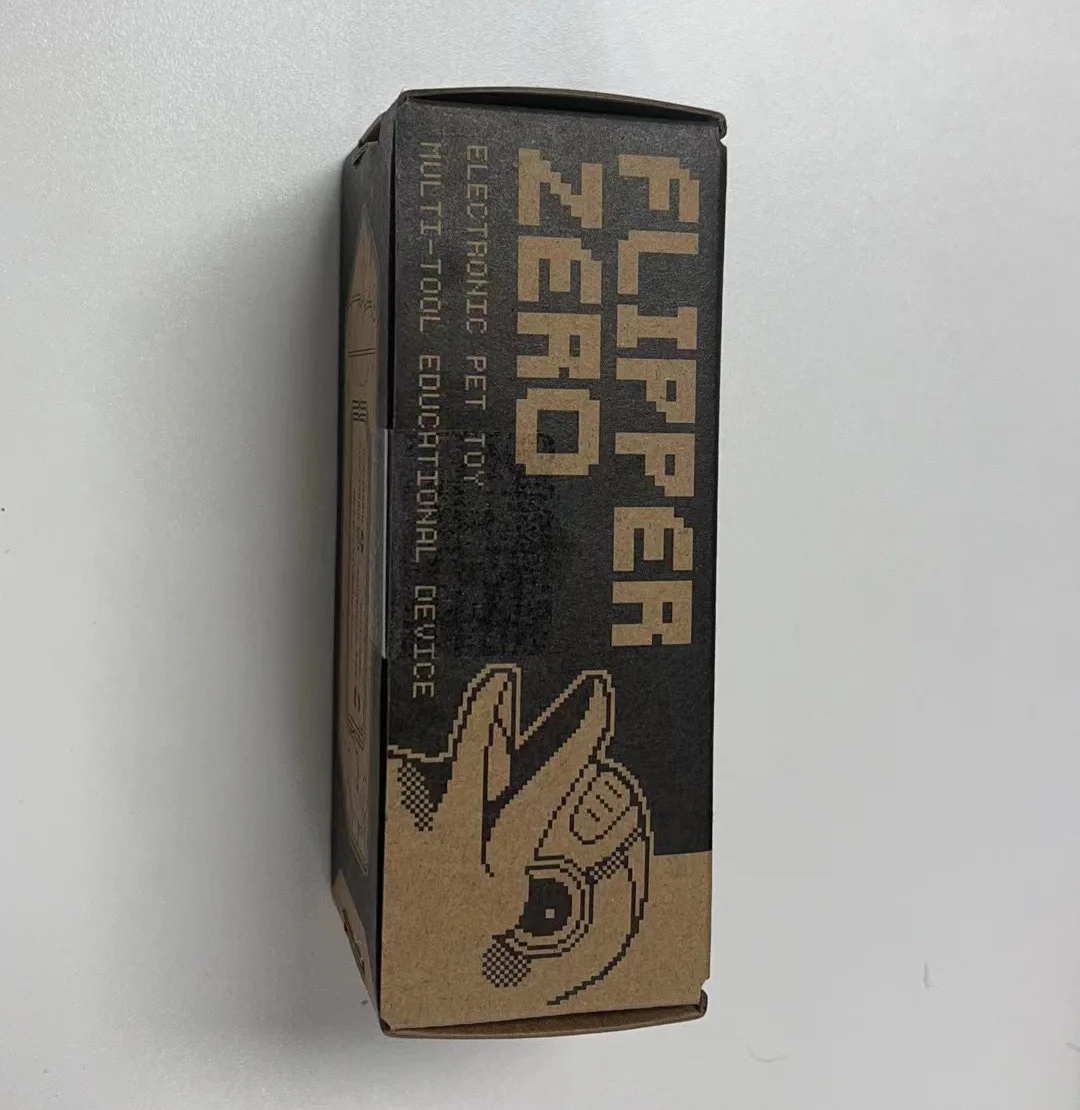 FLIPPER
ZERO
ELECTRONIC PET TOY
MULTI-TOOL EDUCATIONAL DEVICE